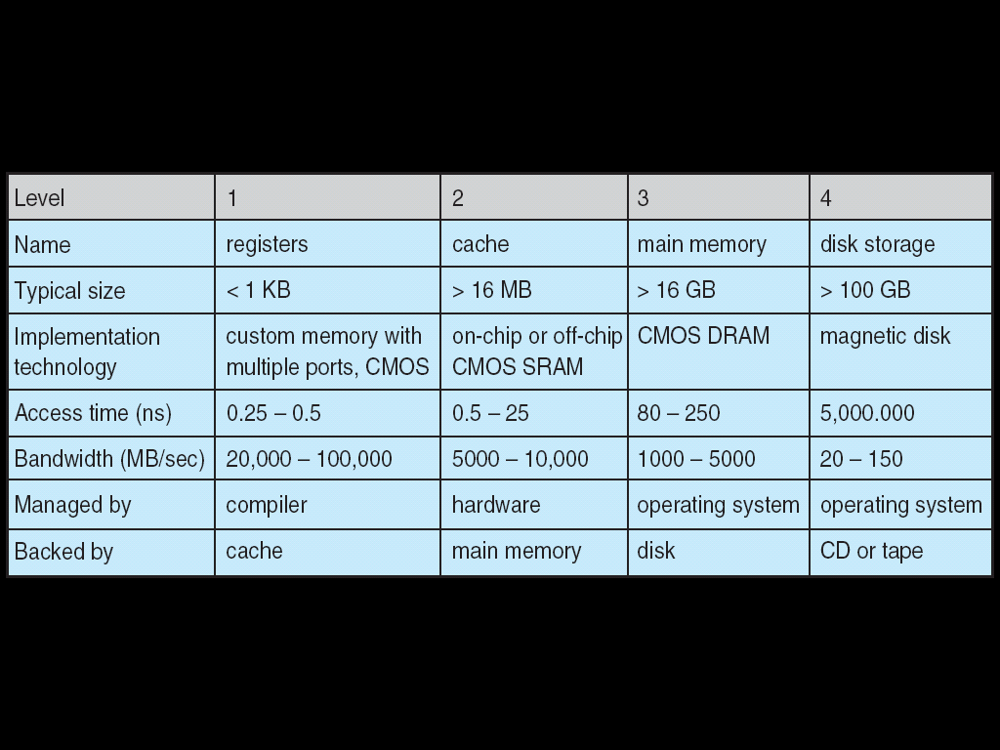 Level 1 2 3 4
Name registers cache main memory disk storage
Typical size < 1 KB > 16 MB > 16 GB > 100 GB
Implementation custom memory with on-chip or off-chip CMOS DRAM magnetic disk
technology multiple ports, CMOS CMOS SRAM
Access time (ns) 0.25 – 0.5 0.5 – 25 80 – 250 5,000.000
Bandwidth (MB/sec) 20,000 – 100,000 5000 – 10,000 1000 – 5000 20 – 150
Managed by compiler hardware operating system operating system
Backed by cache main memory disk CD or tape